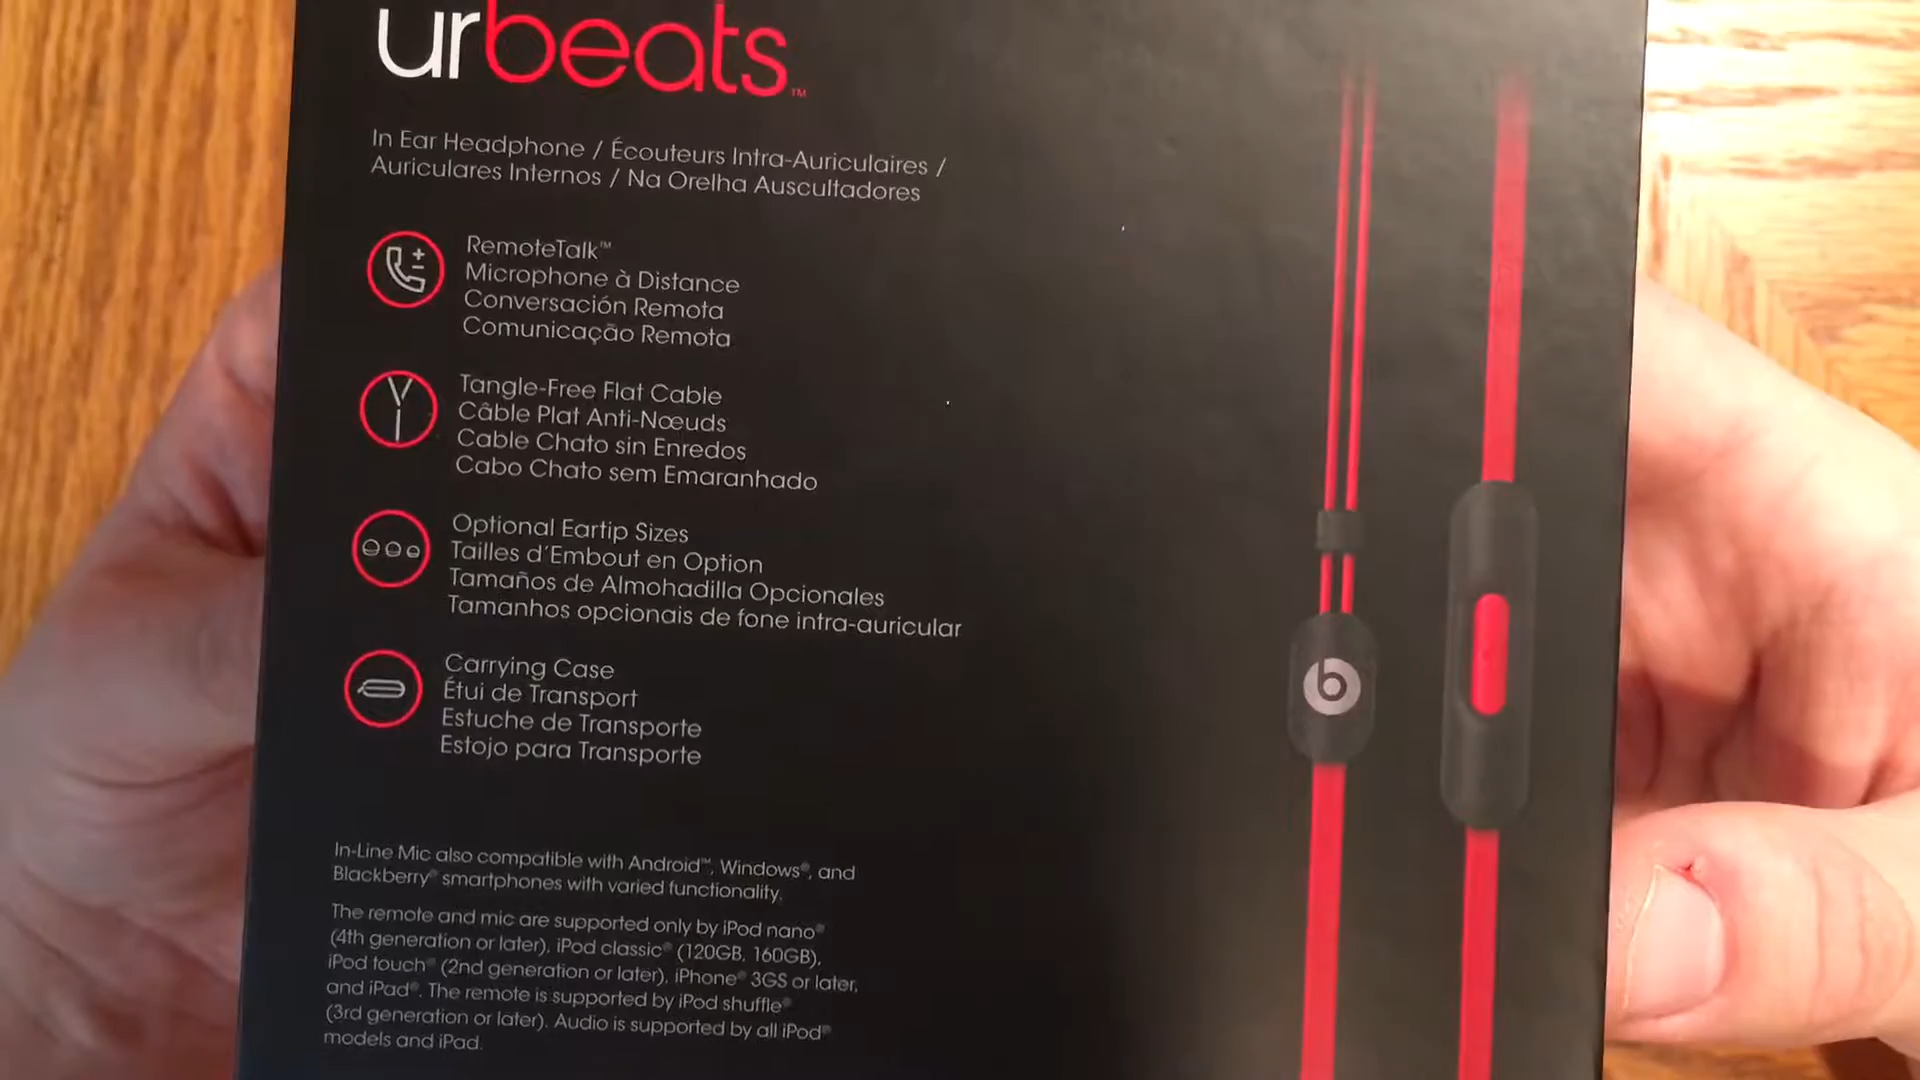 urbeats™
In Ear Headphone / Écouteurs Intra-Auriculaires /
Auriculares Internos / Na Orelha Auscultadores
RemoteTalk™
Microphone à Distance
Conversación Remota
Comunicação Remota
Tangle-Free Flat Cable
Câble Plat Anti-Nœuds
Cable Chato sin Enredos
Cabo Chato sem Emaranhado
Optional Eartip Sizes
Tailles d'Embout en Option
Tamaños de Almohadilla Opcionales
Tamanhos opcionais de fone intra-auricular
Carrying Case
Étui de Transport
Estuche de Transporte
Estojo para Transporte
In-Line Mic also compatible with Android™, Windows®, and
Blackberry® smartphones with varied functionality.
The remote and mic are supported only by iPod nano®
(4th generation or later), iPod classic® (120GB, 160GB),
iPod touch® (2nd generation or later), iPhone® 3GS or later,
and iPad®. The remote is supported by iPod shuffle®
(3rd generation or later). Audio is supported by all iPod®
models and iPad.
b